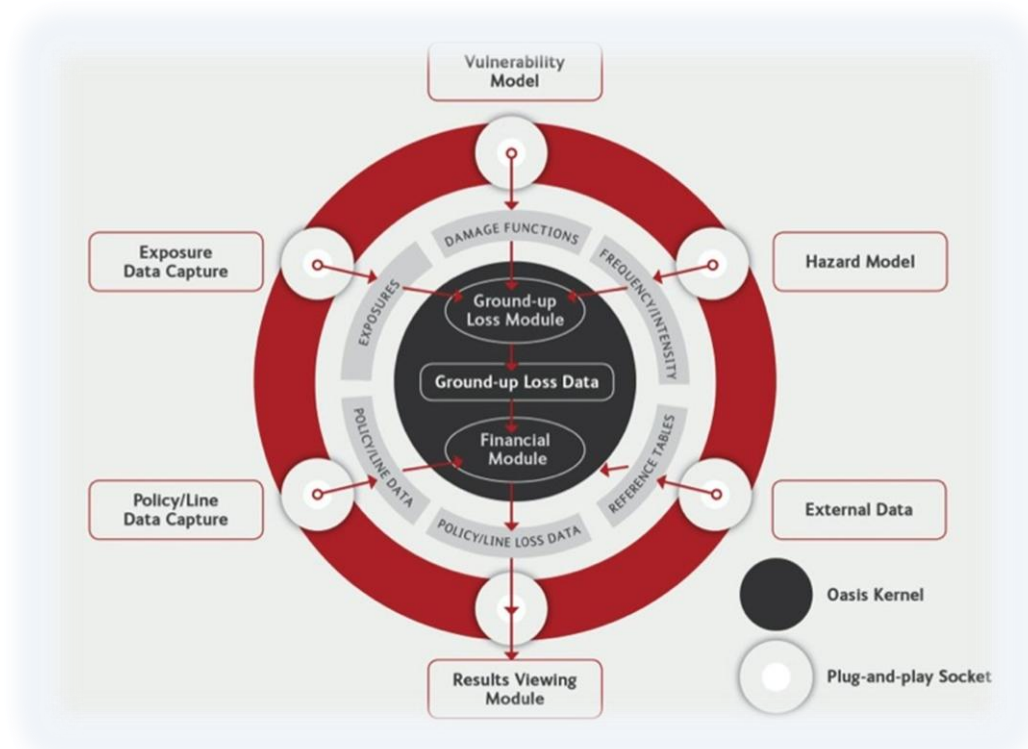 Vulnerability
Model
DAMAGE FUNCTIONS
Exposure
Data Capture
EXPOSURES
FREQUENCY/INTENSITY
Hazard Model
Ground-up
Loss Module
Ground-up Loss Data
Financial
Module
Policy/Line
Data Capture
POLICY/LINE DATA
REFERENCE TABLES
External Data
POLICY/LINE LOSS DATA
Oasis Kernel
Plug-and-play Socket
Results Viewing
Module